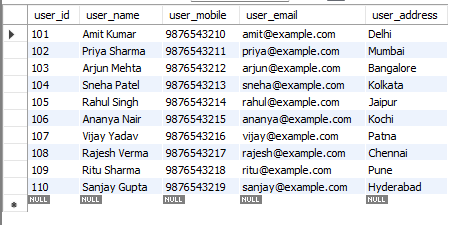 user_id user_name user_mobile user_email user_address
101 Amit Kumar 9876543210 amit@example.com Delhi
102 Priya Sharma 9876543211 priya@example.com Mumbai
103 Arjun Mehta 9876543212 arjun@example.com Bangalore
104 Sneha Patel 9876543213 sneha@example.com Kolkata
105 Rahul Singh 9876543214 rahul@example.com Jaipur
106 Ananya Nair 9876543215 ananya@example.com Kochi
107 Vijay Yadav 9876543216 vijay@example.com Patna
108 Rajesh Verma 9876543217 rajesh@example.com Chennai
109 Ritu Sharma 9876543218 ritu@example.com Pune
110 Sanjay Gupta 9876543219 sanjay@example.com Hyderabad
NULL NULL NULL NULL NULL